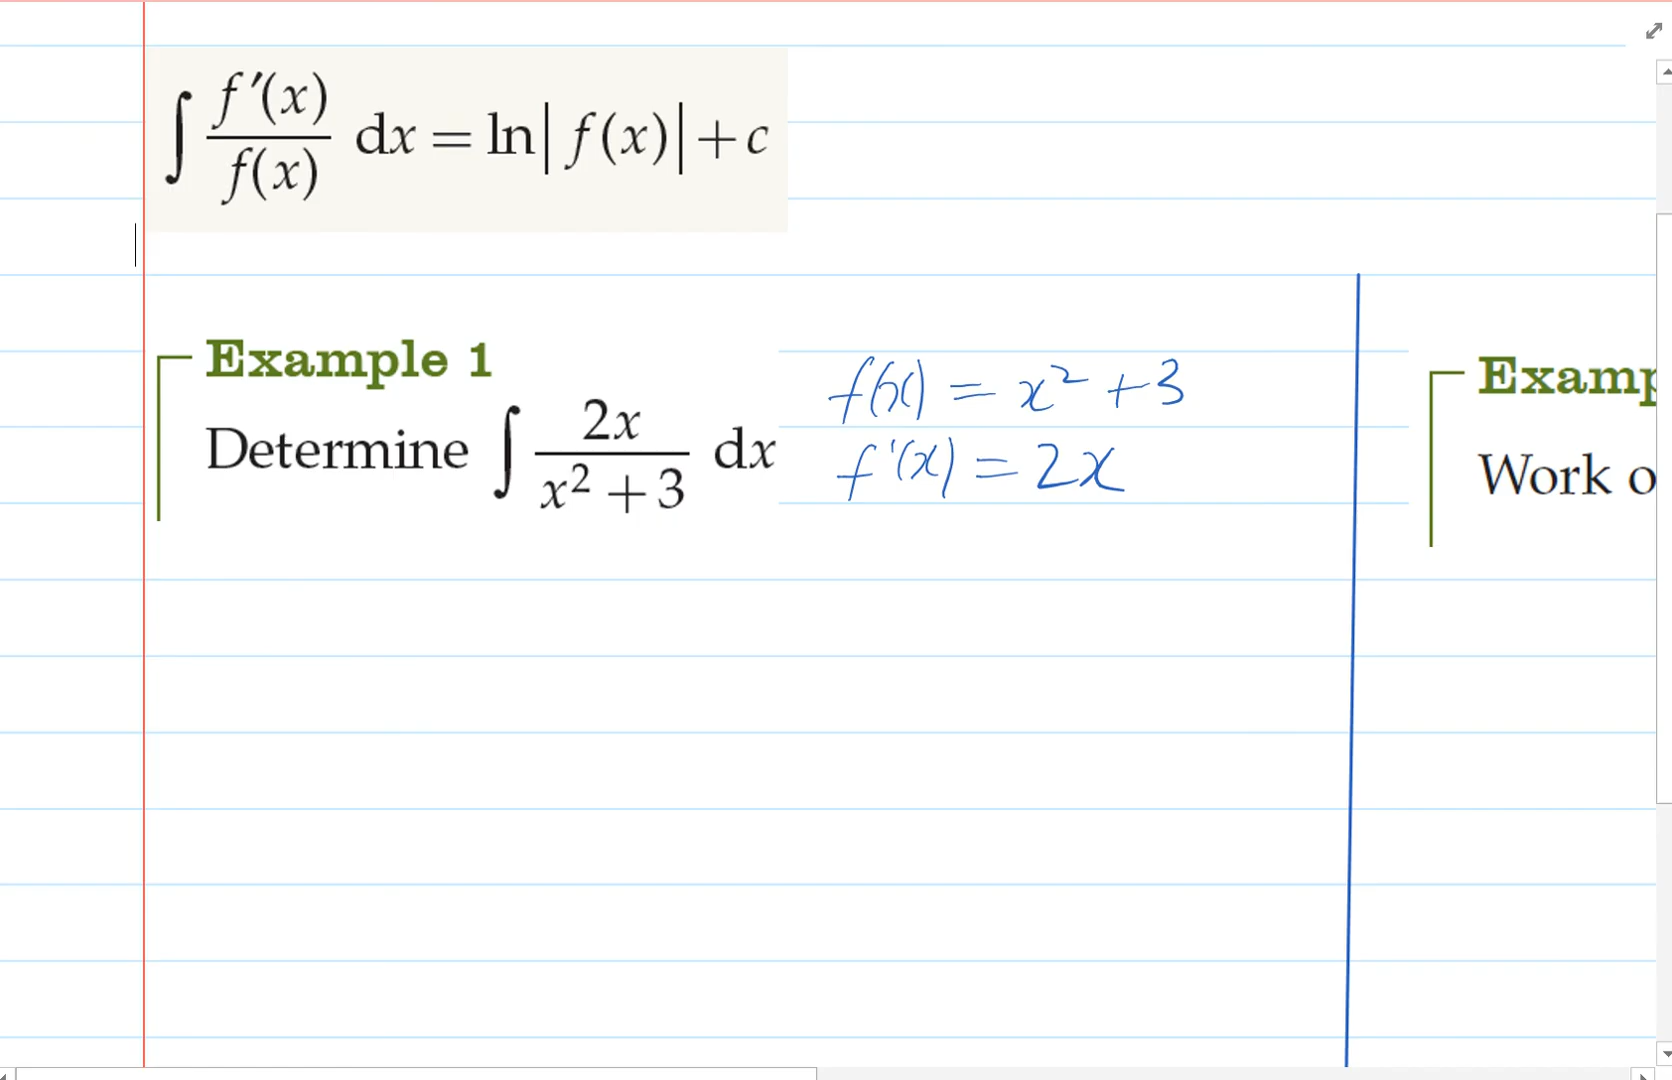 ∫ f′(x)/f(x) dx = ln|f(x)| + c
Example 1
Determine ∫ 2x/(x² + 3) dx
f(x) = x² + 3
f'(x) = 2x
Examp
Work o